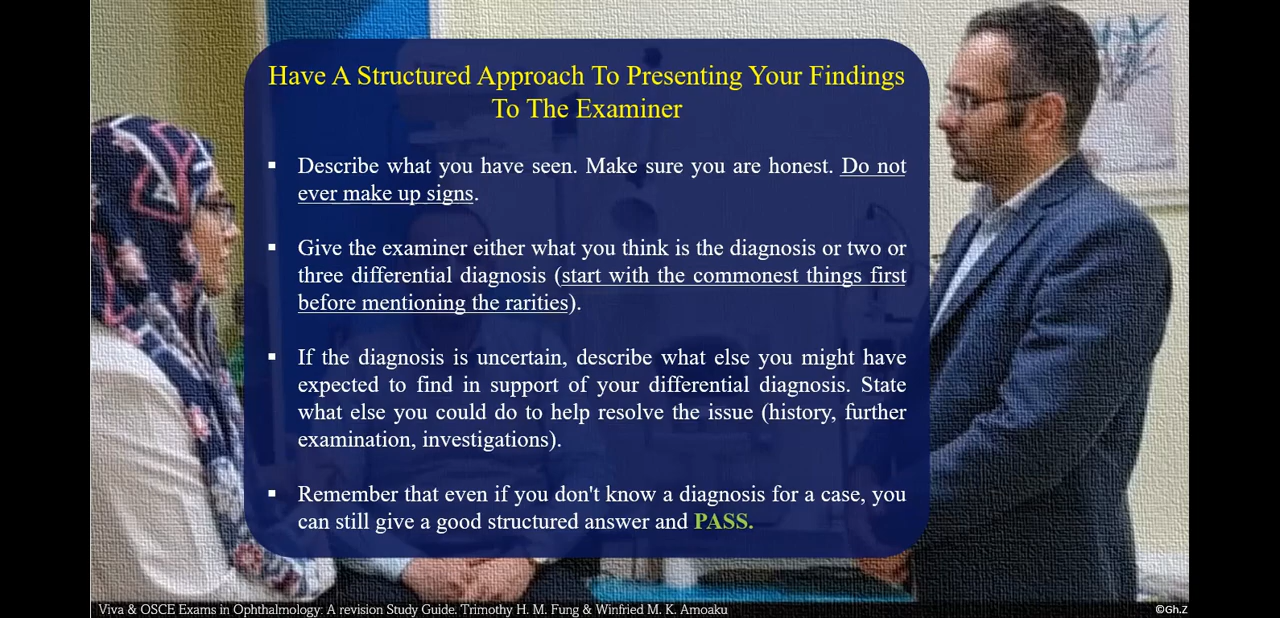 Have A Structured Approach To Presenting Your Findings
To The Examiner
▪ Describe what you have seen. Make sure you are honest. Do not
ever make up signs.
▪ Give the examiner either what you think is the diagnosis or two or
three differential diagnosis (start with the commonest things first
before mentioning the rarities).
▪ If the diagnosis is uncertain, describe what else you might have
expected to find in support of your differential diagnosis. State
what else you could do to help resolve the issue (history, further
examination, investigations).
▪ Remember that even if you don't know a diagnosis for a case, you
can still give a good structured answer and PASS.
Viva & OSCE Exams in Ophthalmology: A revision Study Guide. Trimothy H. M. Fung & Winfried M. K. Amoaku
©Gh.Z